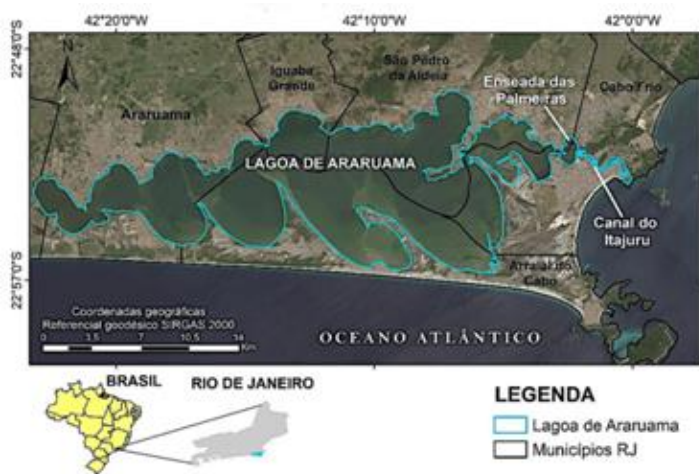 42°20'0"W 42°10'0"W 42°0'0"W
22°48'0"S
N
São Pedro
da Aldeia
Iguaba
Grande
Enseada das
Palmeiras
Cabo Frio
Araruama
LAGOA DE ARARUAMA
Canal do
Itajuru
22°57'0"S
Arraial do
Cabo
Coordenadas geográficas
Referencial geodésico SIRGAS 2000
0 3,5 7 10,5 14
Km
OCEANO ATLÂNTICO
BRASIL
RIO DE JANEIRO
LEGENDA
Lagoa de Araruama
Municípios RJ